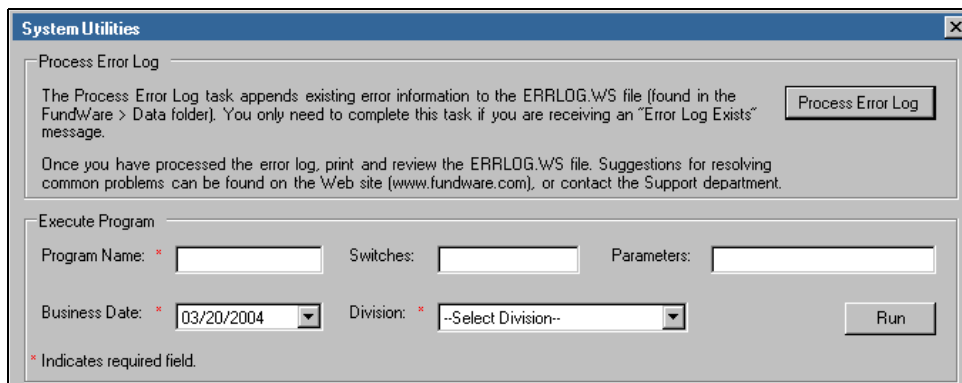 System Utilities
Process Error Log
The Process Error Log task appends existing error information to the ERRLOG.WS file (found in the
FundWare > Data folder). You only need to complete this task if you are receiving an "Error Log Exists"
message.
Process Error Log
Once you have processed the error log, print and review the ERRLOG.WS file. Suggestions for resolving
common problems can be found on the Web site (www.fundware.com), or contact the Support department.
Execute Program
Program Name: * Switches: Parameters:
Business Date: * 03/20/2004 Division: * --Select Division-- Run
* Indicates required field.